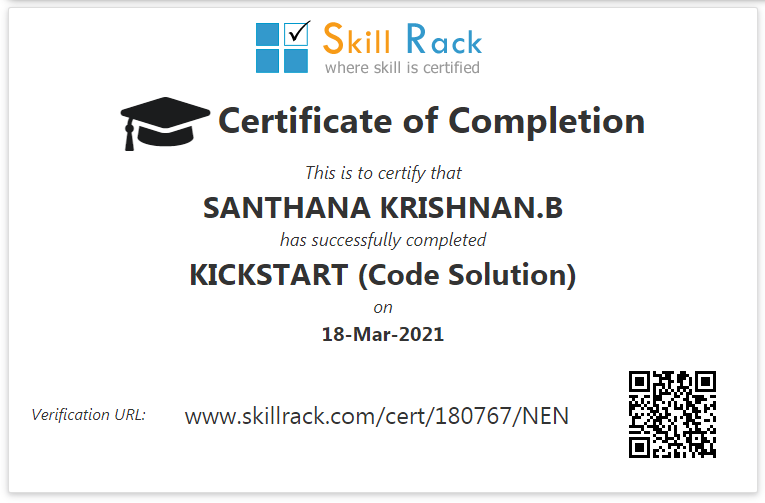 Skill Rack
where skill is certified
Certificate of Completion
This is to certify that
SANTHANA KRISHNAN.B
has successfully completed
KICKSTART (Code Solution)
on
18-Mar-2021
Verification URL: www.skillrack.com/cert/180767/NEN